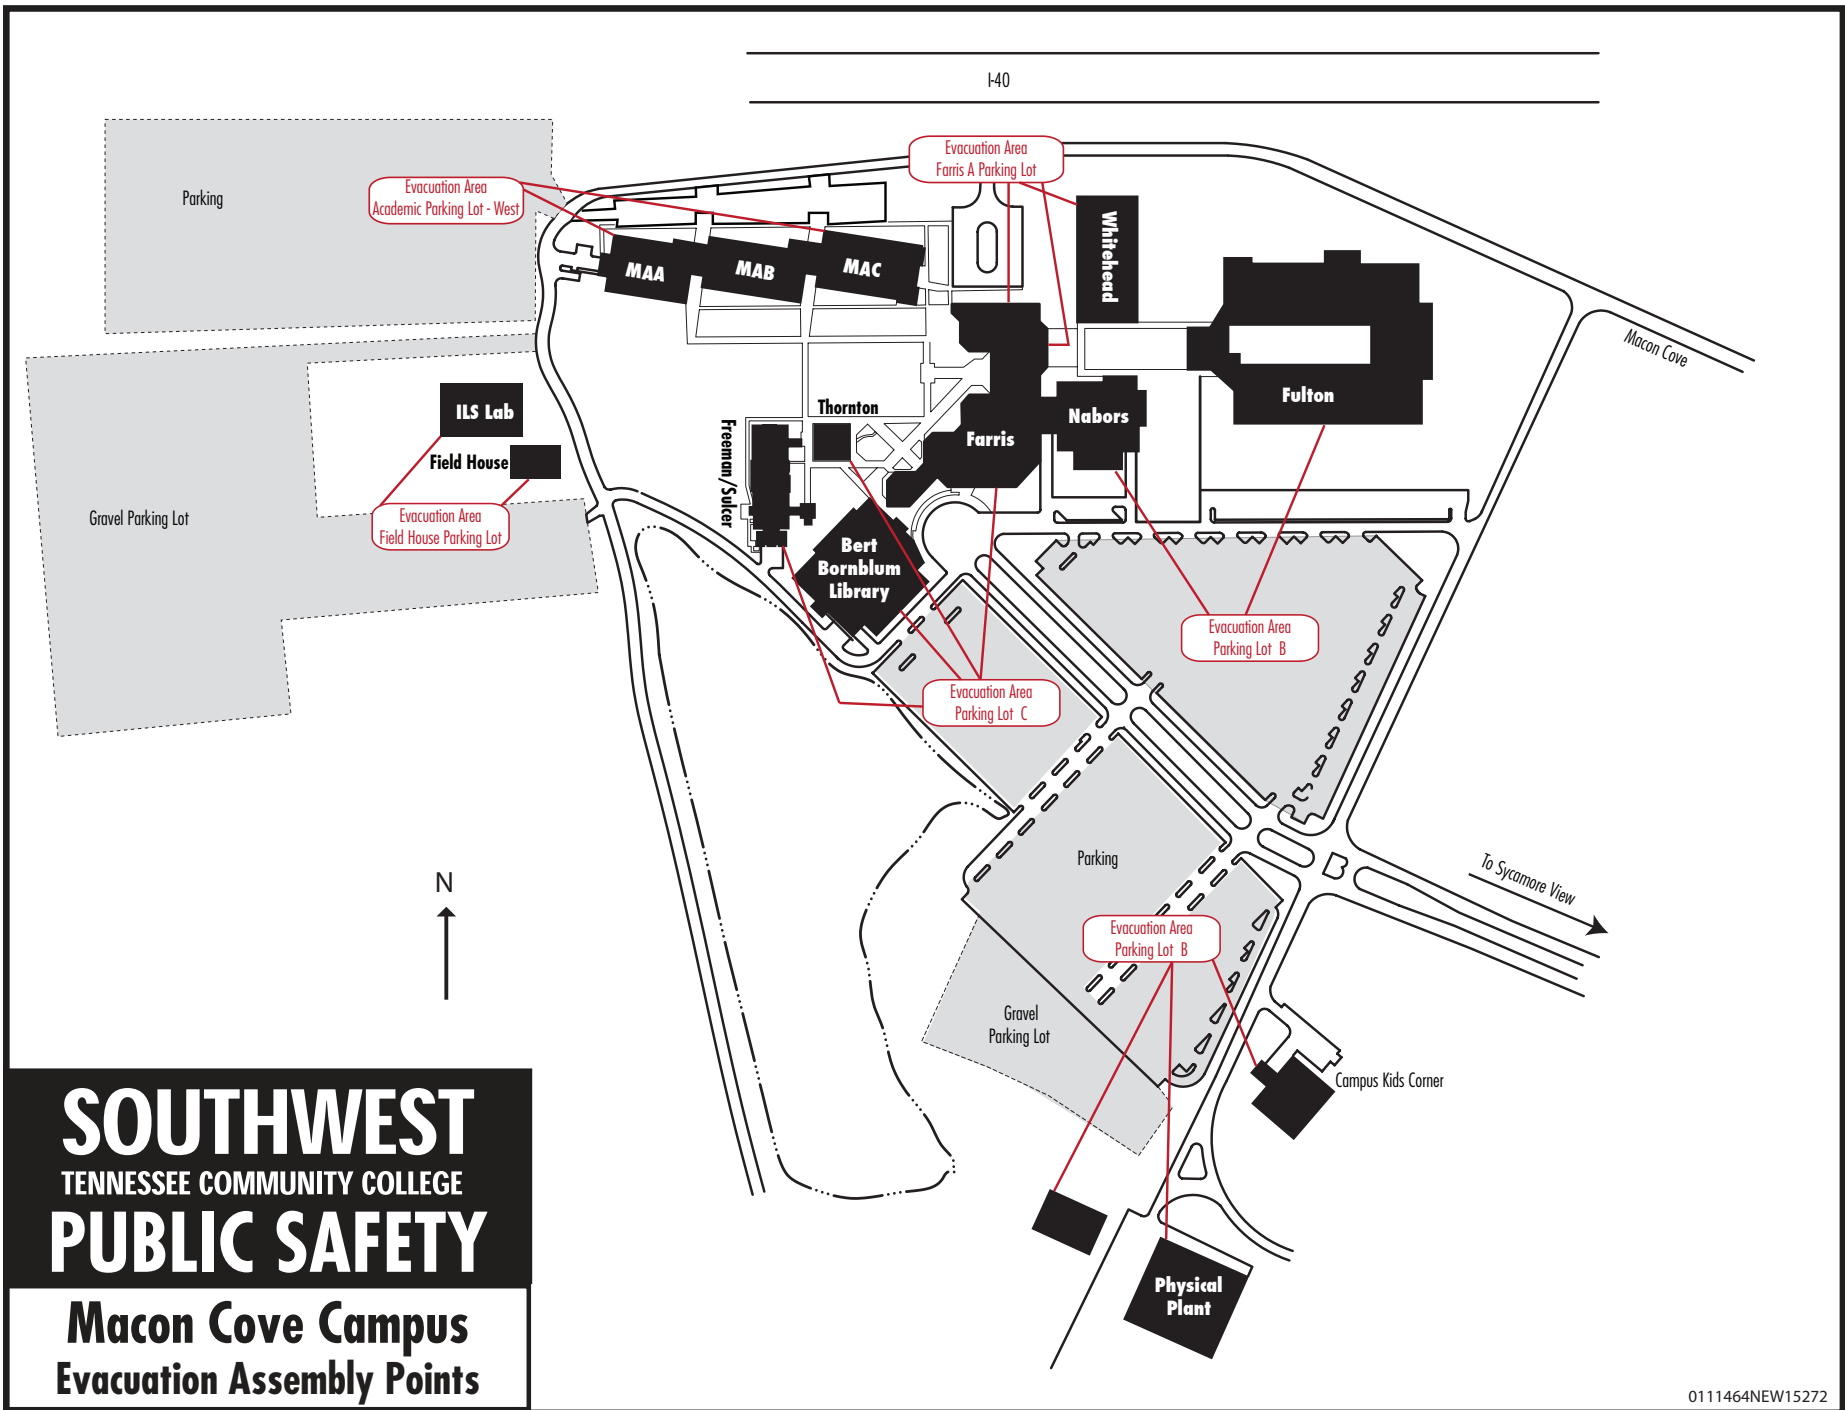 I-40
Evacuation Area
Farris A Parking Lot
Parking
Evacuation Area
Academic Parking Lot - West
Whitehead
MAA
MAB
MAC
Macon Cove
Fulton
ILS Lab
Thornton
Nabors
Farris
Freeman/Sulcer
Field House
Gravel Parking Lot
Evacuation Area
Field House Parking Lot
Bert
Bornblum
Library
Evacuation Area
Parking Lot B
Evacuation Area
Parking Lot C
Parking
To Sycamore View
N
Evacuation Area
Parking Lot B
Gravel
Parking Lot
Campus Kids Corner
SOUTHWEST
TENNESSEE COMMUNITY COLLEGE
PUBLIC SAFETY
Physical
Plant
Macon Cove Campus
Evacuation Assembly Points
0111464NEW15272